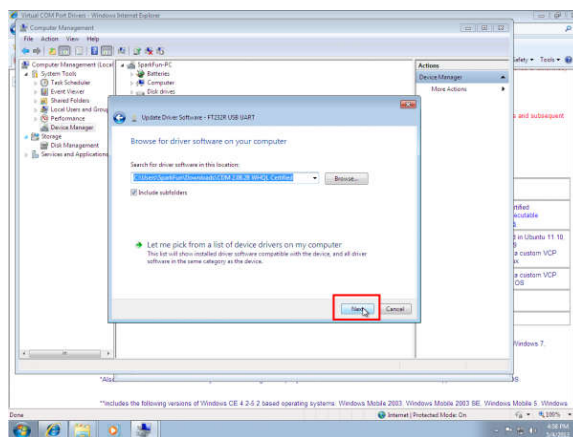 Virtual COM Port Drivers - Windows Internet Explorer
Computer Management
File Action View Help
Computer Management (Local
System Tools
Task Scheduler
Event Viewer
Shared Folders
Local Users and Group
Performance
Device Manager
Storage
Disk Management
Services and Applications
SparkFun-PC
Batteries
Computer
Disk drives
Actions
Device Manager
More Actions
Safety Tools
s and subsequent
Update Driver Software - FT232R USB UART
Browse for driver software on your computer
Search for driver software in this location:
C:\Users\SparkFun\Downloads\CDM 2.08.28 WHQL Certified
Browse...
Include subfolders
Let me pick from a list of device drivers on my computer
This list will show installed driver software compatible with the device, and all driver
software in the same category as the device.
Next
Cancel
rtified
ecutable
d in Ubuntu 11.10,
a custom VCP
a custom VCP
OS
Windows 7.
*Also
**includes the following versions of Windows CE 4.2-5.2 based operating systems: Windows Mobile 2003, Windows Mobile 2003 SE, Windows Mobile 5, Windows
Done
Internet | Protected Mode: On
100%
4:58 PM